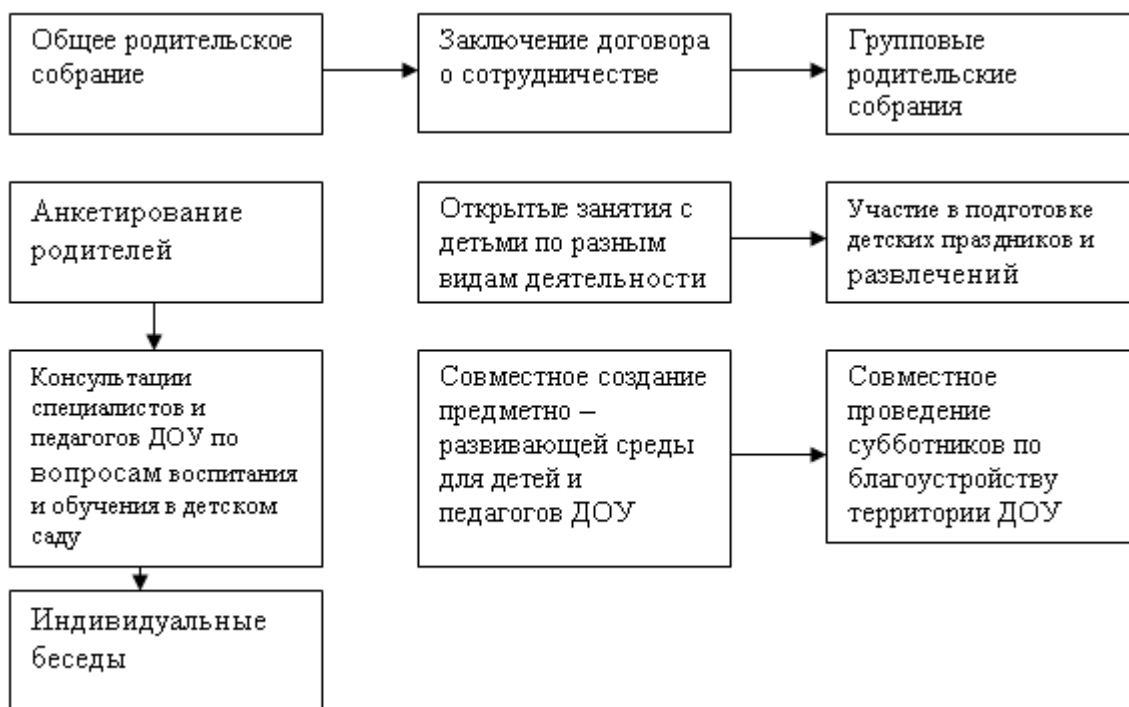 Общее родительское
собрание
Заключение договора
о сотрудничестве
Групповые
родительские
собрания
Анкетирование
родителей
Открытые занятия с
детьми по разным
видам деятельности
Участие в подготовке
детских праздников и
развлечений
Консультации
специалистов и
педагогов ДОУ по
вопросам воспитания
и обучения в детском
саду
Совместное создание
предметно –
развивающей среды
для детей и
педагогов ДОУ
Совместное
проведение
субботников по
благоустройству
территории ДОУ
Индивидуальные
беседы